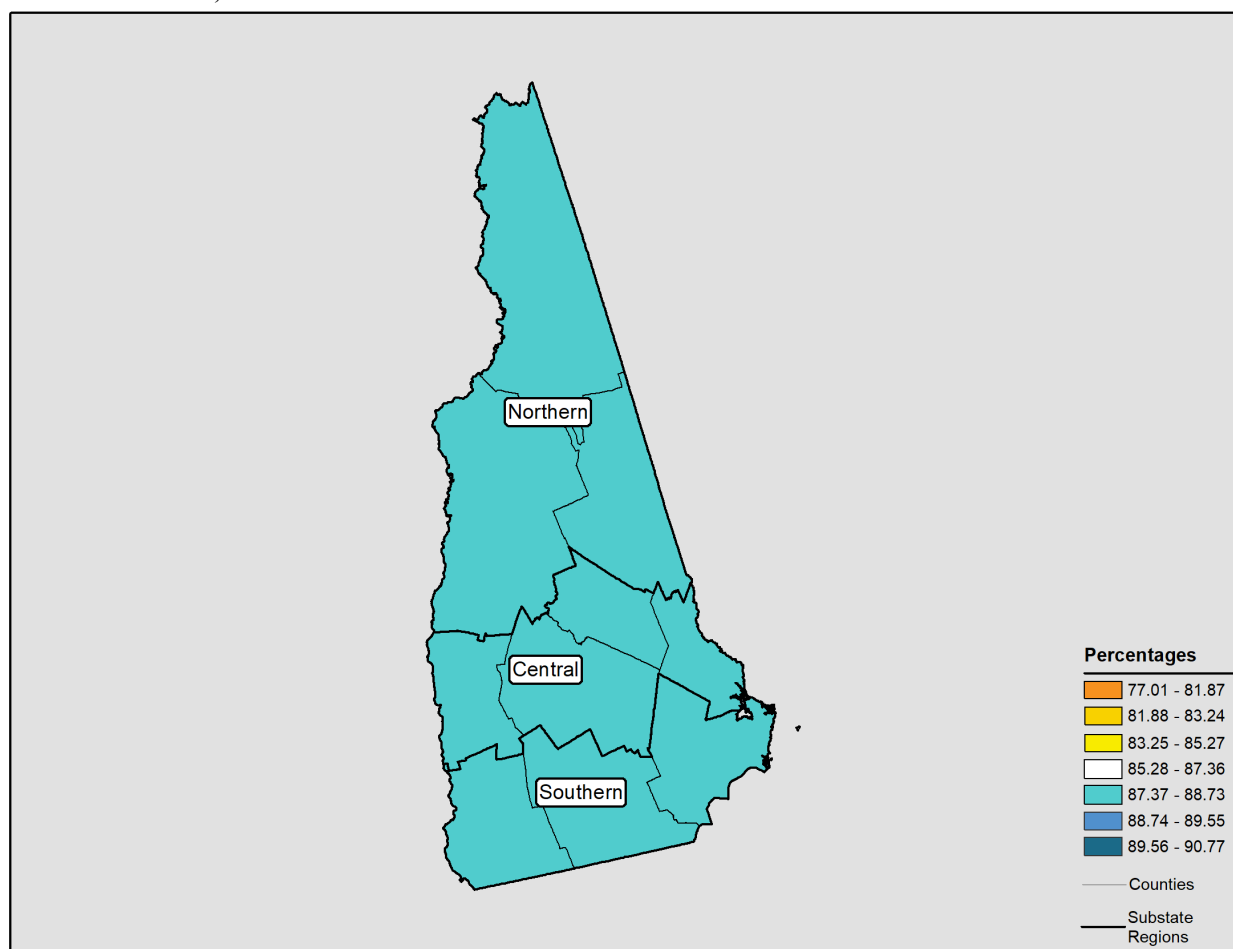 Northern
Central
Southern
Percentages
77.01 - 81.87
81.88 - 83.24
83.25 - 85.27
85.28 - 87.36
87.37 - 88.73
88.74 - 89.55
89.56 - 90.77
Counties
Substate
Regions